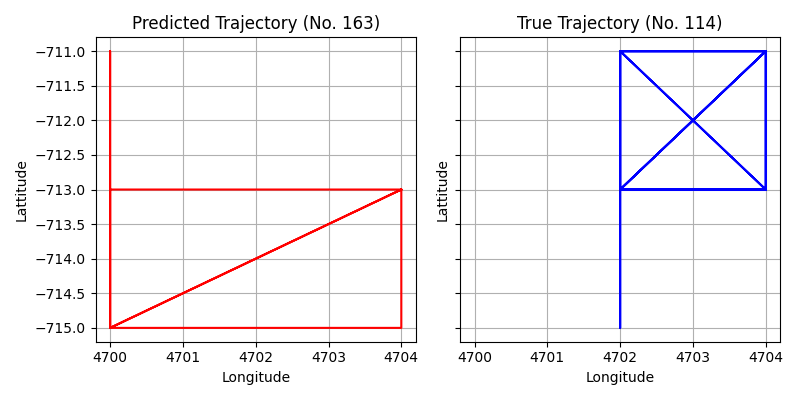 Predicted Trajectory (No. 163)
True Trajectory (No. 114)
Lattitude
−711.0
−711.5
−712.0
−712.5
−713.0
−713.5
−714.0
−714.5
−715.0
4700 4701 4702 4703 4704
Longitude
Lattitude
4700 4701 4702 4703 4704
Longitude